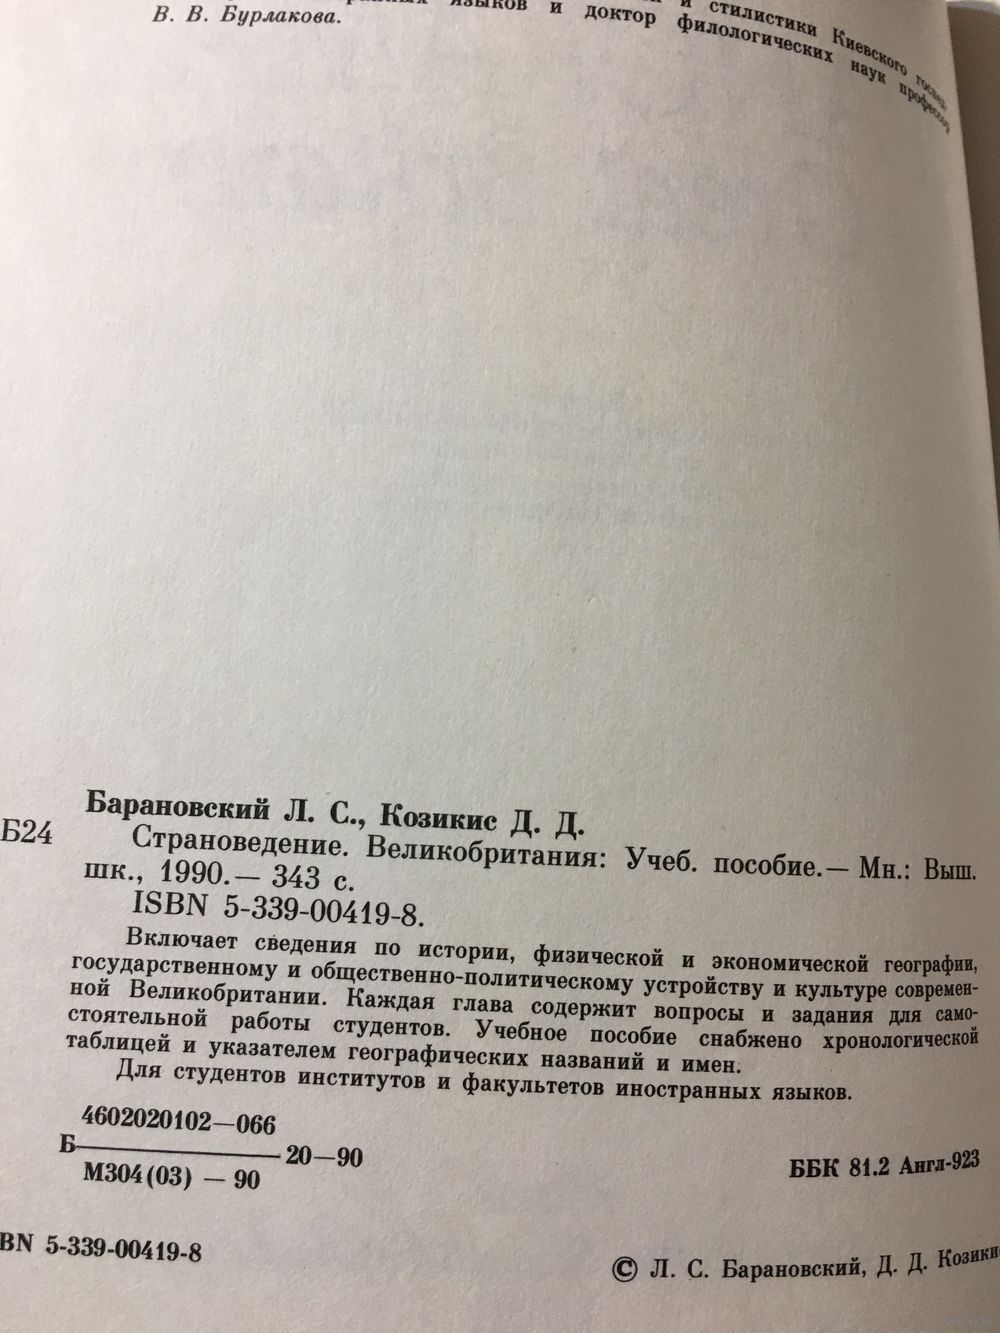 языков и доктор филологических наук профессор
и стилистики Киевского
В. В. Бурлакова.
Барановский Л. С., Козикис Д. Д.
Б24
Страноведение. Великобритания: Учеб. пособие.— Мн.: Выш.
шк., 1990.— 343 с.
ISBN 5-339-00419-8.
Включает сведения по истории, физической и экономической географии,
государственному и общественно-политическому устройству и культуре современ-
ной Великобритании. Каждая глава содержит вопросы и задания для само-
стоятельной работы студентов. Учебное пособие снабжено хронологической
таблицей и указателем географических названий и имен.
Для студентов институтов и факультетов иностранных языков.
4602020102—066
Б 20—90
М304(03) — 90
ББК 81.2 Англ-923
BN 5-339-00419-8
© Л. С. Барановский, Д. Д. Козики